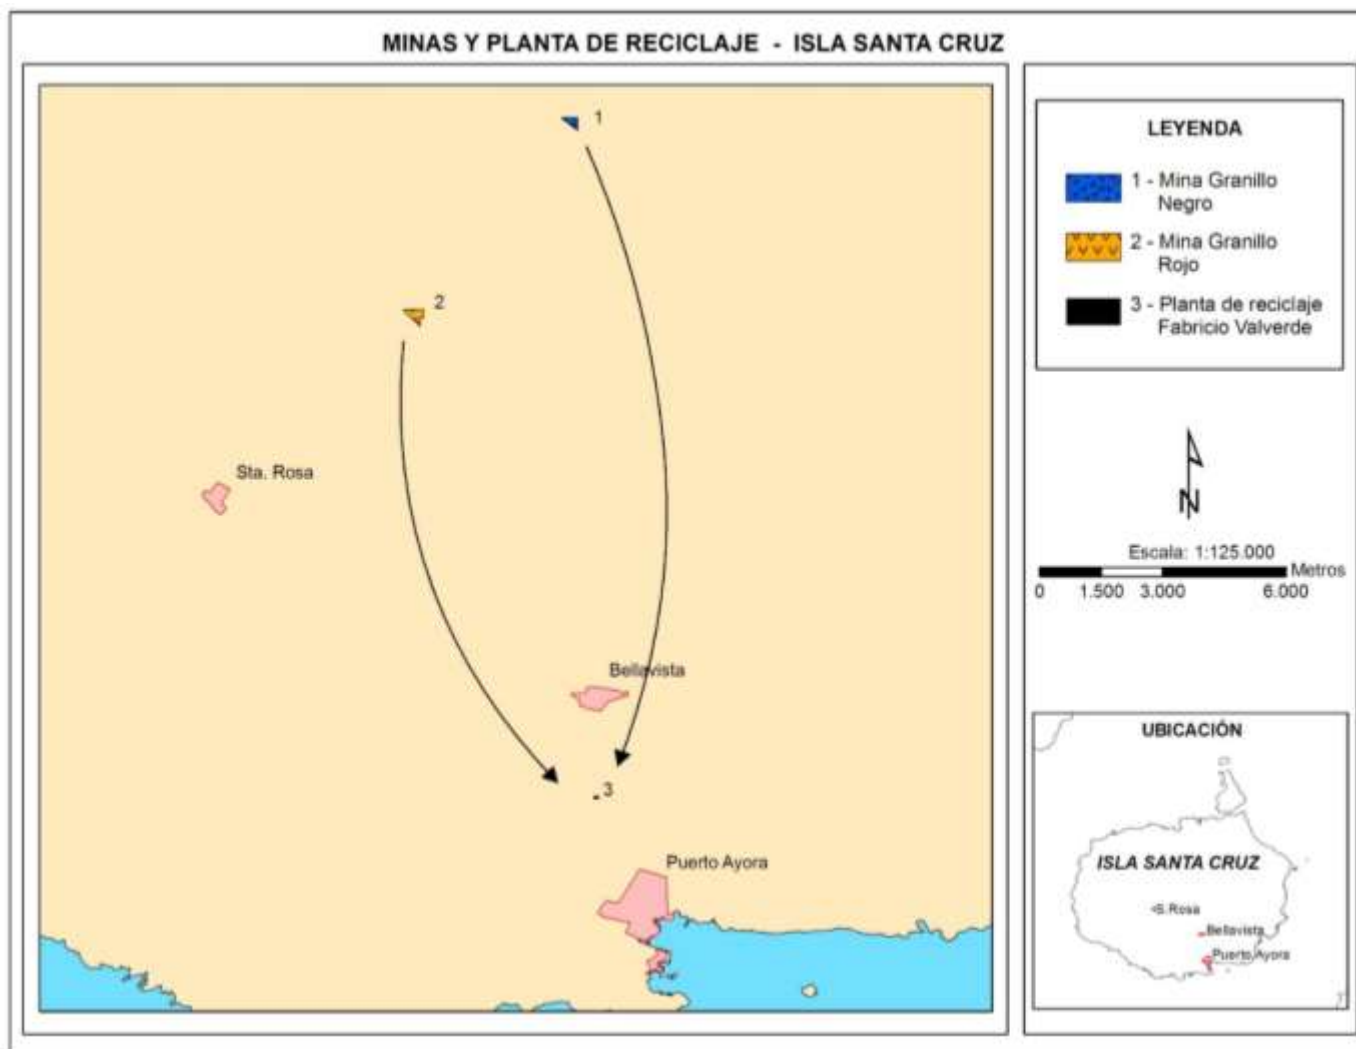 MINAS Y PLANTA DE RECICLAJE - ISLA SANTA CRUZ
1
2
Sta. Rosa
Bellavista
3
Puerto Ayora
LEYENDA
1 - Mina Granillo
Negro
2 - Mina Granillo
Rojo
3 - Planta de reciclaje
Fabricio Valverde
N
Escala: 1:125.000
Metros
0 1.500 3.000 6.000
UBICACIÓN
ISLA SANTA CRUZ
S. Rosa
Bellavista
Puerto Ayora